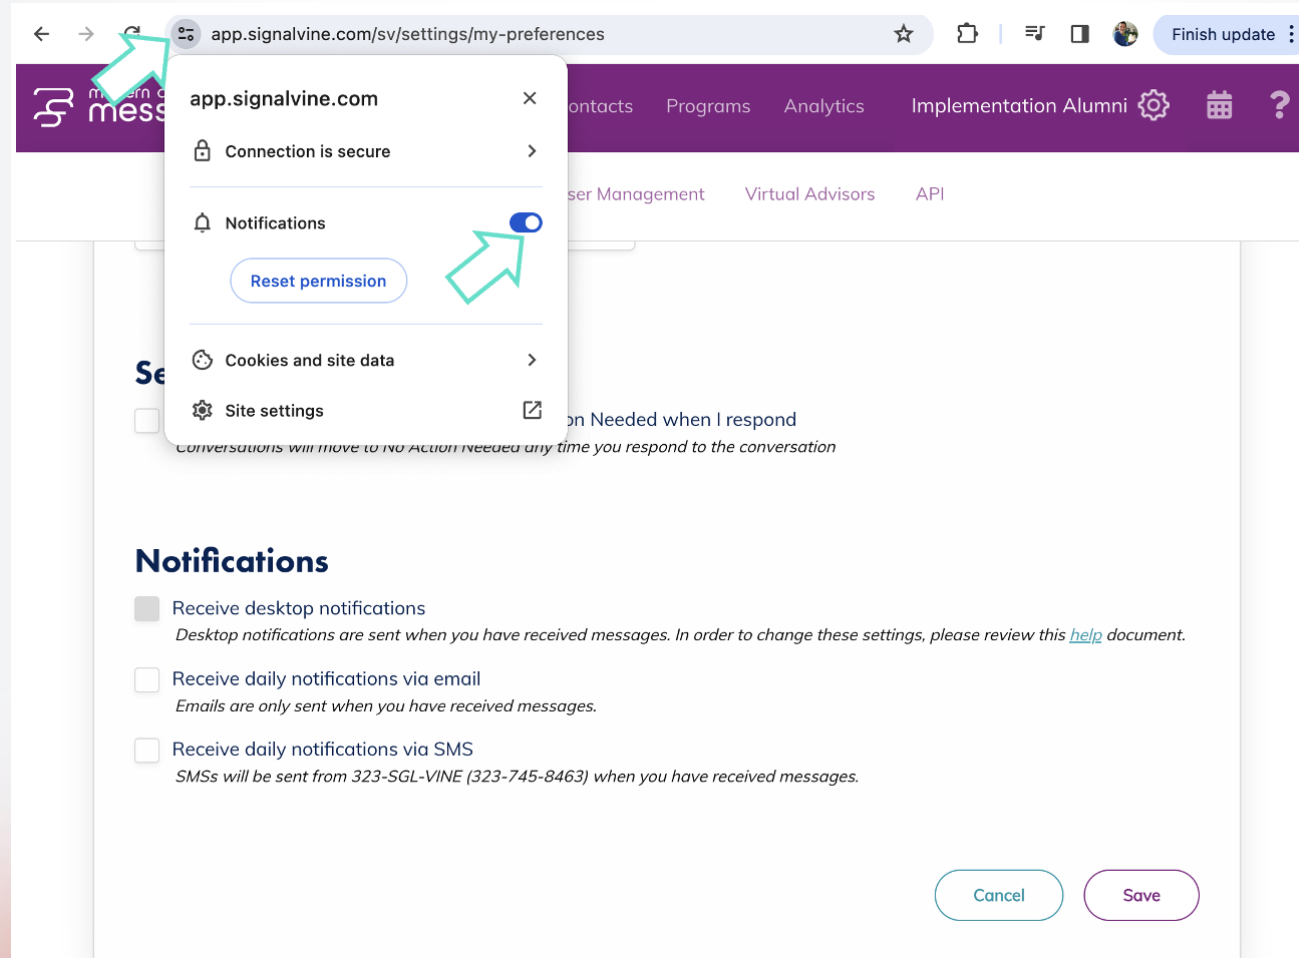 app.signalvine.com/sv/settings/my-preferences
Finish update
app.signalvine.com
Programs
Analytics
Implementation Alumni
?
Connection is secure
Management
Virtual Advisors
API
Notifications
Reset permission
Cookies and site data
Site settings
Needed when I respond
Conversations will move to No Action Needed any time you respond to the conversation
Notifications
Receive desktop notifications
Desktop notifications are sent when you have received messages. In order to change these settings, please review this help document.
Receive daily notifications via email
Emails are only sent when you have received messages.
Receive daily notifications via SMS
SMSs will be sent from 323-SGL-VINE (323-745-8463) when you have received messages.
Cancel
Save